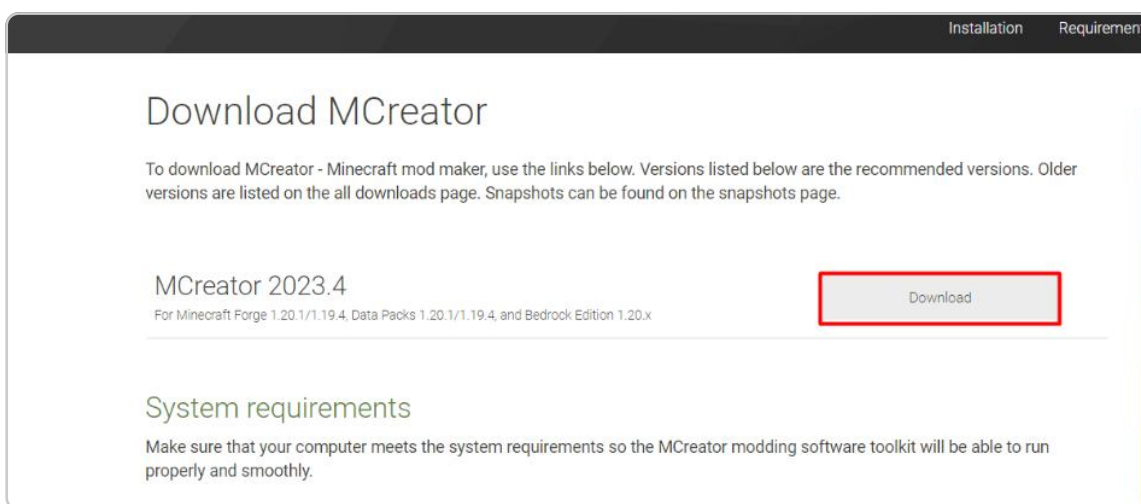 Installation Requirement
Download MCreator
To download MCreator - Minecraft mod maker, use the links below. Versions listed below are the recommended versions. Older
versions are listed on the all downloads page. Snapshots can be found on the snapshots page.
MCreator 2023.4
Download
For Minecraft Forge 1.20.1/1.19.4, Data Packs 1.20.1/1.19.4, and Bedrock Edition 1.20.x
System requirements
Make sure that your computer meets the system requirements so the MCreator modding software toolkit will be able to run
properly and smoothly.